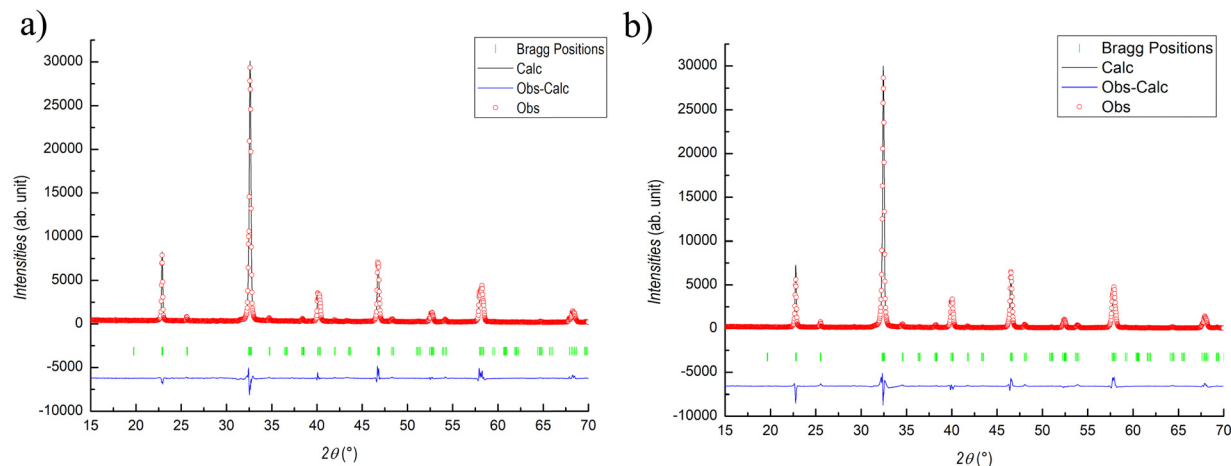 a)
Bragg Positions
Calc
Obs-Calc
Obs
30000
25000
20000
15000
10000
5000
0
-5000
-10000
Intensities (ab. unit)
15 20 25 30 35 40 45 50 55 60 65 70
2θ (°)
b)
Bragg Positions
Calc
Obs-Calc
Obs
30000
25000
20000
15000
10000
5000
0
-5000
-10000
Intensities (ab. unit)
15 20 25 30 35 40 45 50 55 60 65 70
2θ (°)